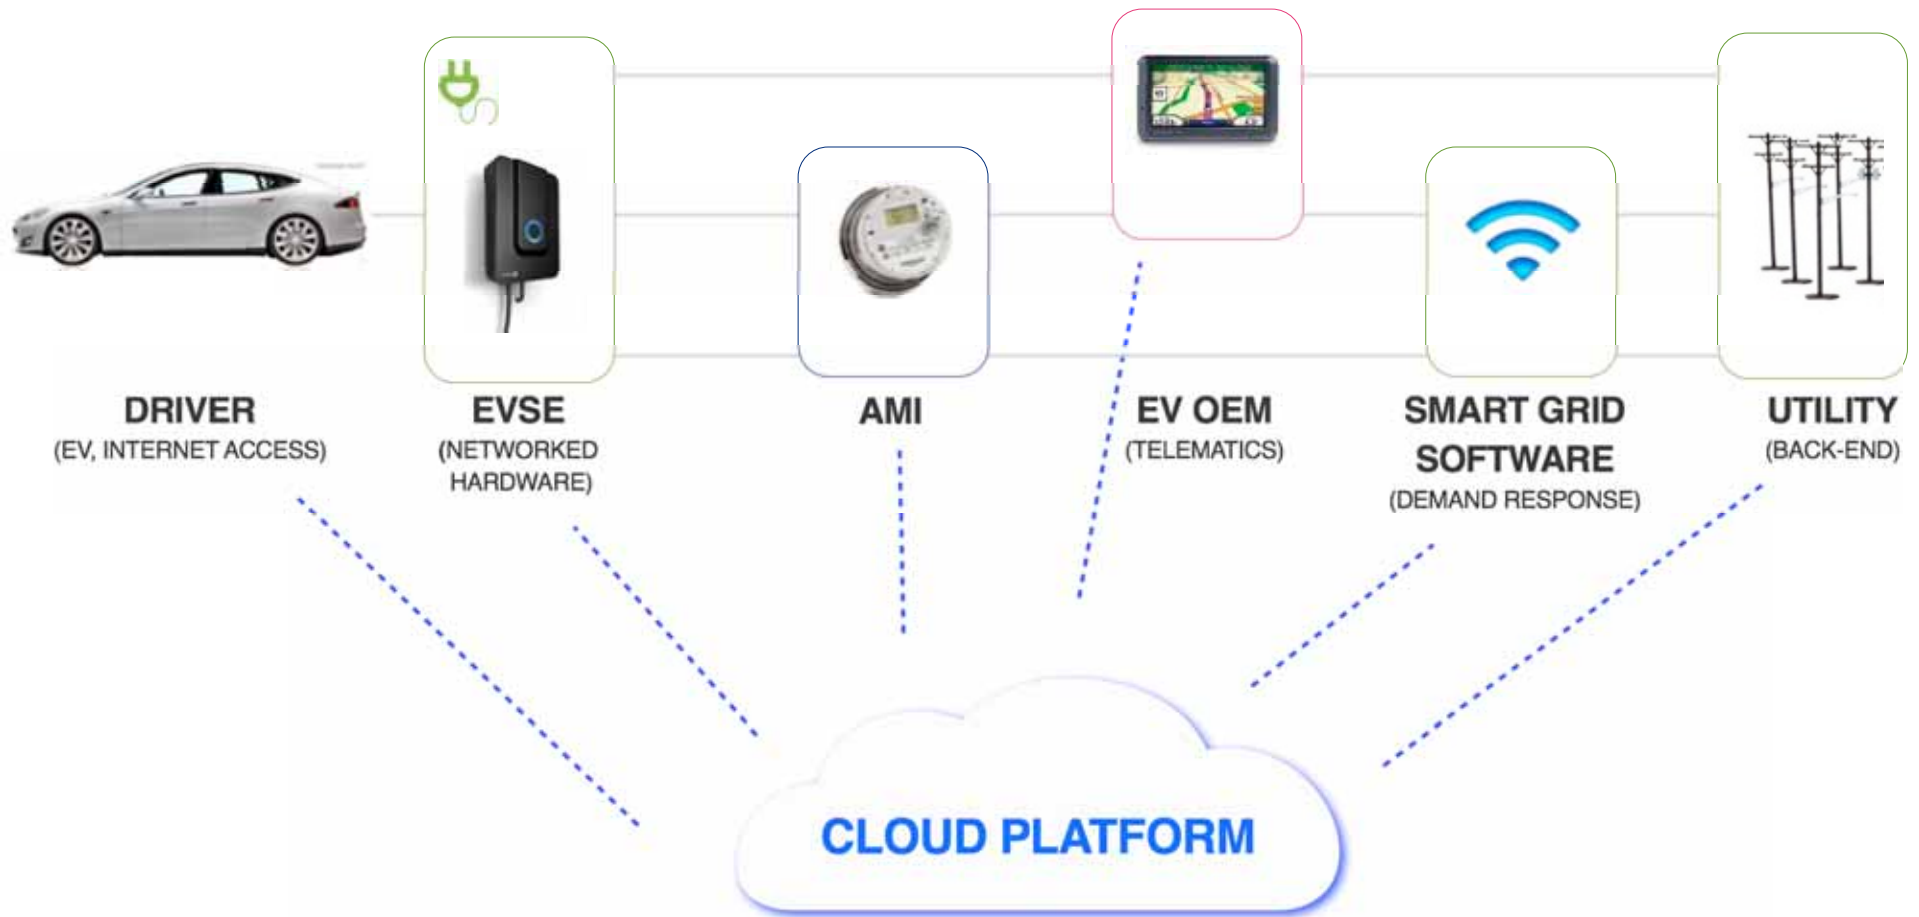 DRIVER
(EV, INTERNET ACCESS)
EVSE
(NETWORKED
HARDWARE)
AMI
EV OEM
(TELEMATICS)
SMART GRID
SOFTWARE
(DEMAND RESPONSE)
UTILITY
(BACK-END)
CLOUD PLATFORM